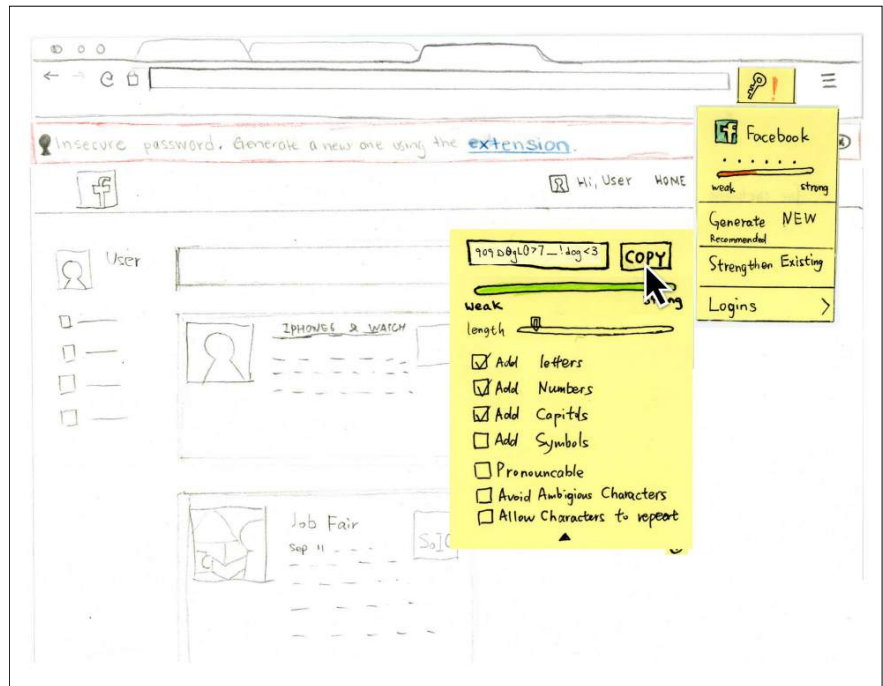 Insecure password. Generate a new one using the extension.
Hi, User HOME
Facebook
weak strong
Generate NEW
Recommended
Strengthen Existing
Logins >
User
COPY
Weak
length
Add letters
Add Numbers
Add Capitals
Add Symbols
Pronouncable
Avoid Ambigious Characters
Allow Characters to repeat
IPHONES & WATCH
Job Fair
Sep 11